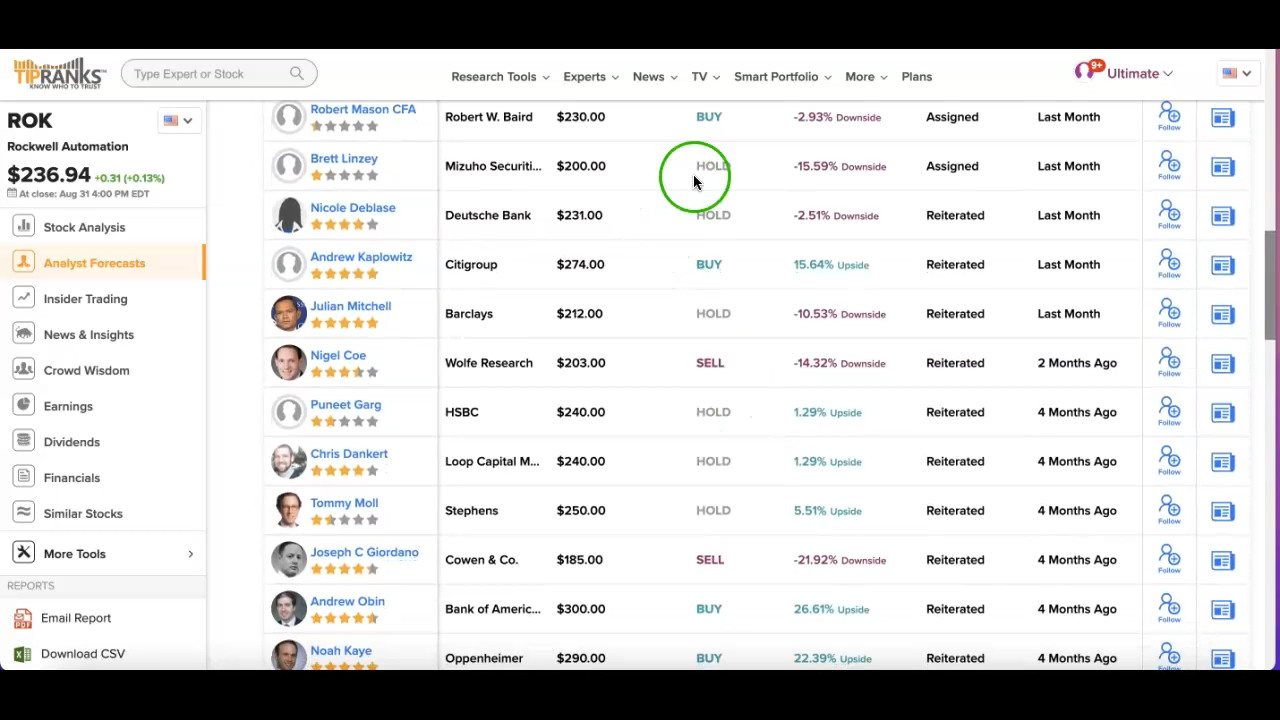 TIPRANKS
KNOW WHO TO TRUST
Type Expert or Stock
Research Tools
Experts
News
TV
Smart Portfolio
More
Plans
9+
Ultimate
ROK
Rockwell Automation
$236.94 +0.31 (+0.13%)
At close: Aug 31 4:00 PM EDT
Stock Analysis
Analyst Forecasts
Insider Trading
News & Insights
Crowd Wisdom
Earnings
Dividends
Financials
Similar Stocks
More Tools
REPORTS
PDF Email Report
Download CSV
Robert Mason CFA Robert W. Baird $230.00 BUY -2.93% Downside Assigned Last Month Follow
Brett Linzey Mizuho Securiti... $200.00 HOLD -15.59% Downside Assigned Last Month Follow
Nicole Deblase Deutsche Bank $231.00 HOLD -2.51% Downside Reiterated Last Month Follow
Andrew Kaplowitz Citigroup $274.00 BUY 15.64% Upside Reiterated Last Month Follow
Julian Mitchell Barclays $212.00 HOLD -10.53% Downside Reiterated Last Month Follow
Nigel Coe Wolfe Research $203.00 SELL -14.32% Downside Reiterated 2 Months Ago Follow
Puneet Garg HSBC $240.00 HOLD 1.29% Upside Reiterated 4 Months Ago Follow
Chris Dankert Loop Capital M... $240.00 HOLD 1.29% Upside Reiterated 4 Months Ago Follow
Tommy Moll Stephens $250.00 HOLD 5.51% Upside Reiterated 4 Months Ago Follow
Joseph C Giordano Cowen & Co. $185.00 SELL -21.92% Downside Reiterated 4 Months Ago Follow
Andrew Obin Bank of Americ... $300.00 BUY 26.61% Upside Reiterated 4 Months Ago Follow
Noah Kaye Oppenheimer $290.00 BUY 22.39% Upside Reiterated 4 Months Ago Follow